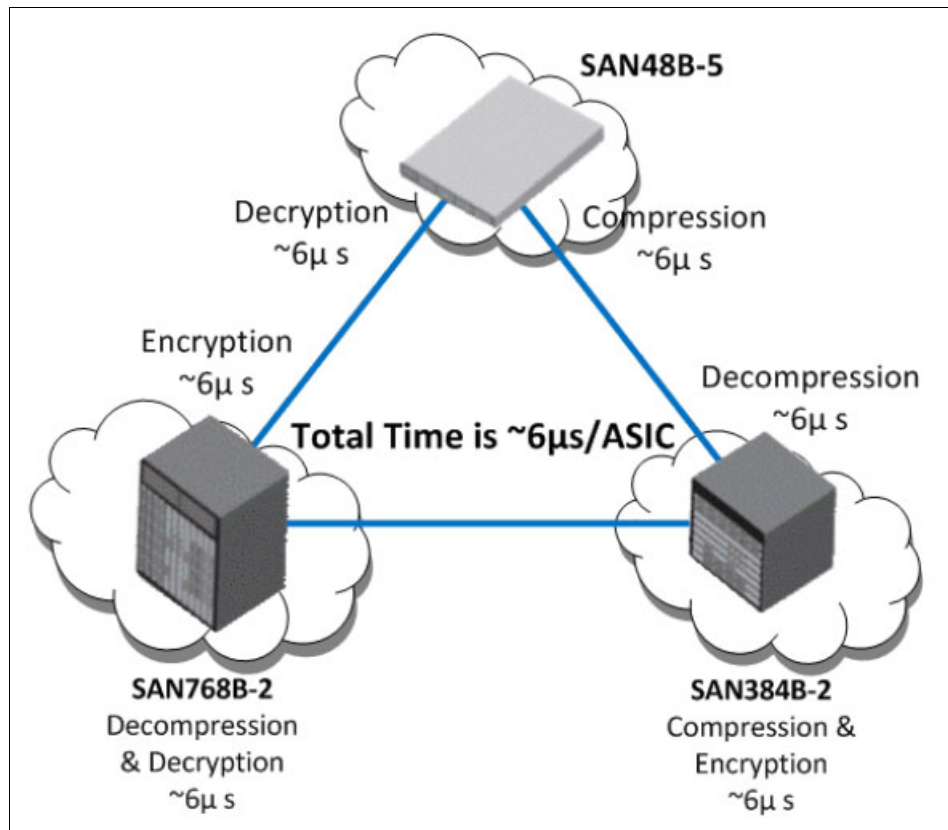 SAN48B-5
Decryption
~6µ s
Compression
~6µ s
Encryption
~6µ s
Decompression
~6µ s
Total Time is ~6µs/ASIC
SAN768B-2
Decompression
& Decryption
~6µ s
SAN384B-2
Compression &
Encryption
~6µ s